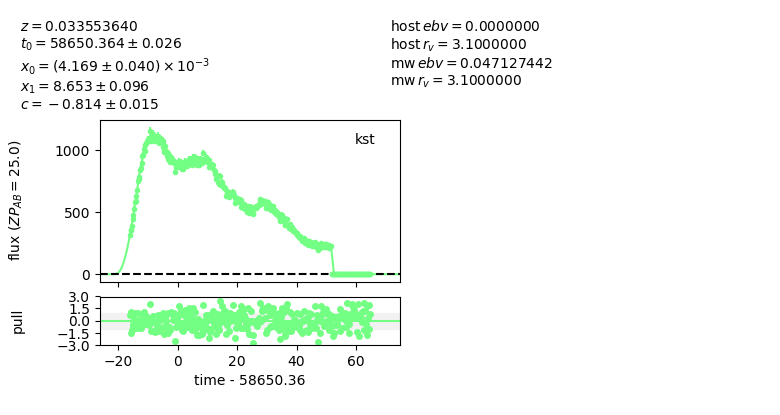 z = 0.033553640
t₀ = 58650.364 ± 0.026
x₀ = (4.169 ± 0.040) × 10⁻³
x₁ = 8.653 ± 0.096
c = −0.814 ± 0.015
host ebv = 0.0000000
host r_v = 3.1000000
mw ebv = 0.047127442
mw r_v = 3.1000000
kst
flux (ZP_AB = 25.0)
1000
500
0
pull
3.0
1.5
0.0
−1.5
−3.0
−20 0 20 40 60
time - 58650.36